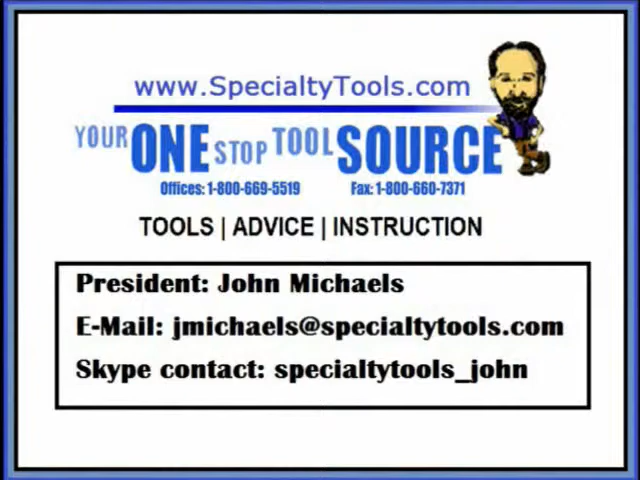 www.SpecialtyTools.com
YOUR ONE STOP TOOL SOURCE
Offices: 1-800-669-5519 Fax: 1-800-660-7371
TOOLS | ADVICE | INSTRUCTION
President: John Michaels
E-Mail: jmichaels@specialtytools.com
Skype contact: specialtytools_john